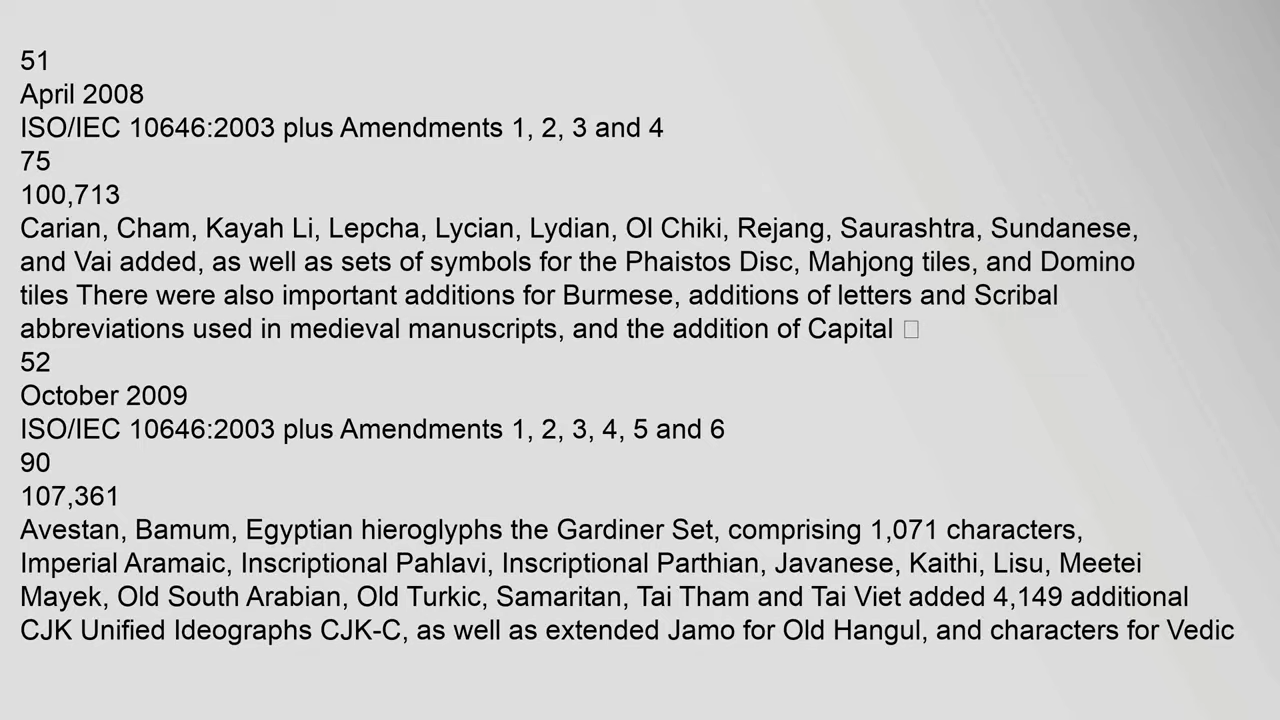 51
April 2008
ISO/IEC 10646:2003 plus Amendments 1, 2, 3 and 4
75
100,713
Carian, Cham, Kayah Li, Lepcha, Lycian, Lydian, Ol Chiki, Rejang, Saurashtra, Sundanese,
and Vai added, as well as sets of symbols for the Phaistos Disc, Mahjong tiles, and Domino
tiles There were also important additions for Burmese, additions of letters and Scribal
abbreviations used in medieval manuscripts, and the addition of Capital □
52
October 2009
ISO/IEC 10646:2003 plus Amendments 1, 2, 3, 4, 5 and 6
90
107,361
Avestan, Bamum, Egyptian hieroglyphs the Gardiner Set, comprising 1,071 characters,
Imperial Aramaic, Inscriptional Pahlavi, Inscriptional Parthian, Javanese, Kaithi, Lisu, Meetei
Mayek, Old South Arabian, Old Turkic, Samaritan, Tai Tham and Tai Viet added 4,149 additional
CJK Unified Ideographs CJK-C, as well as extended Jamo for Old Hangul, and characters for Vedic